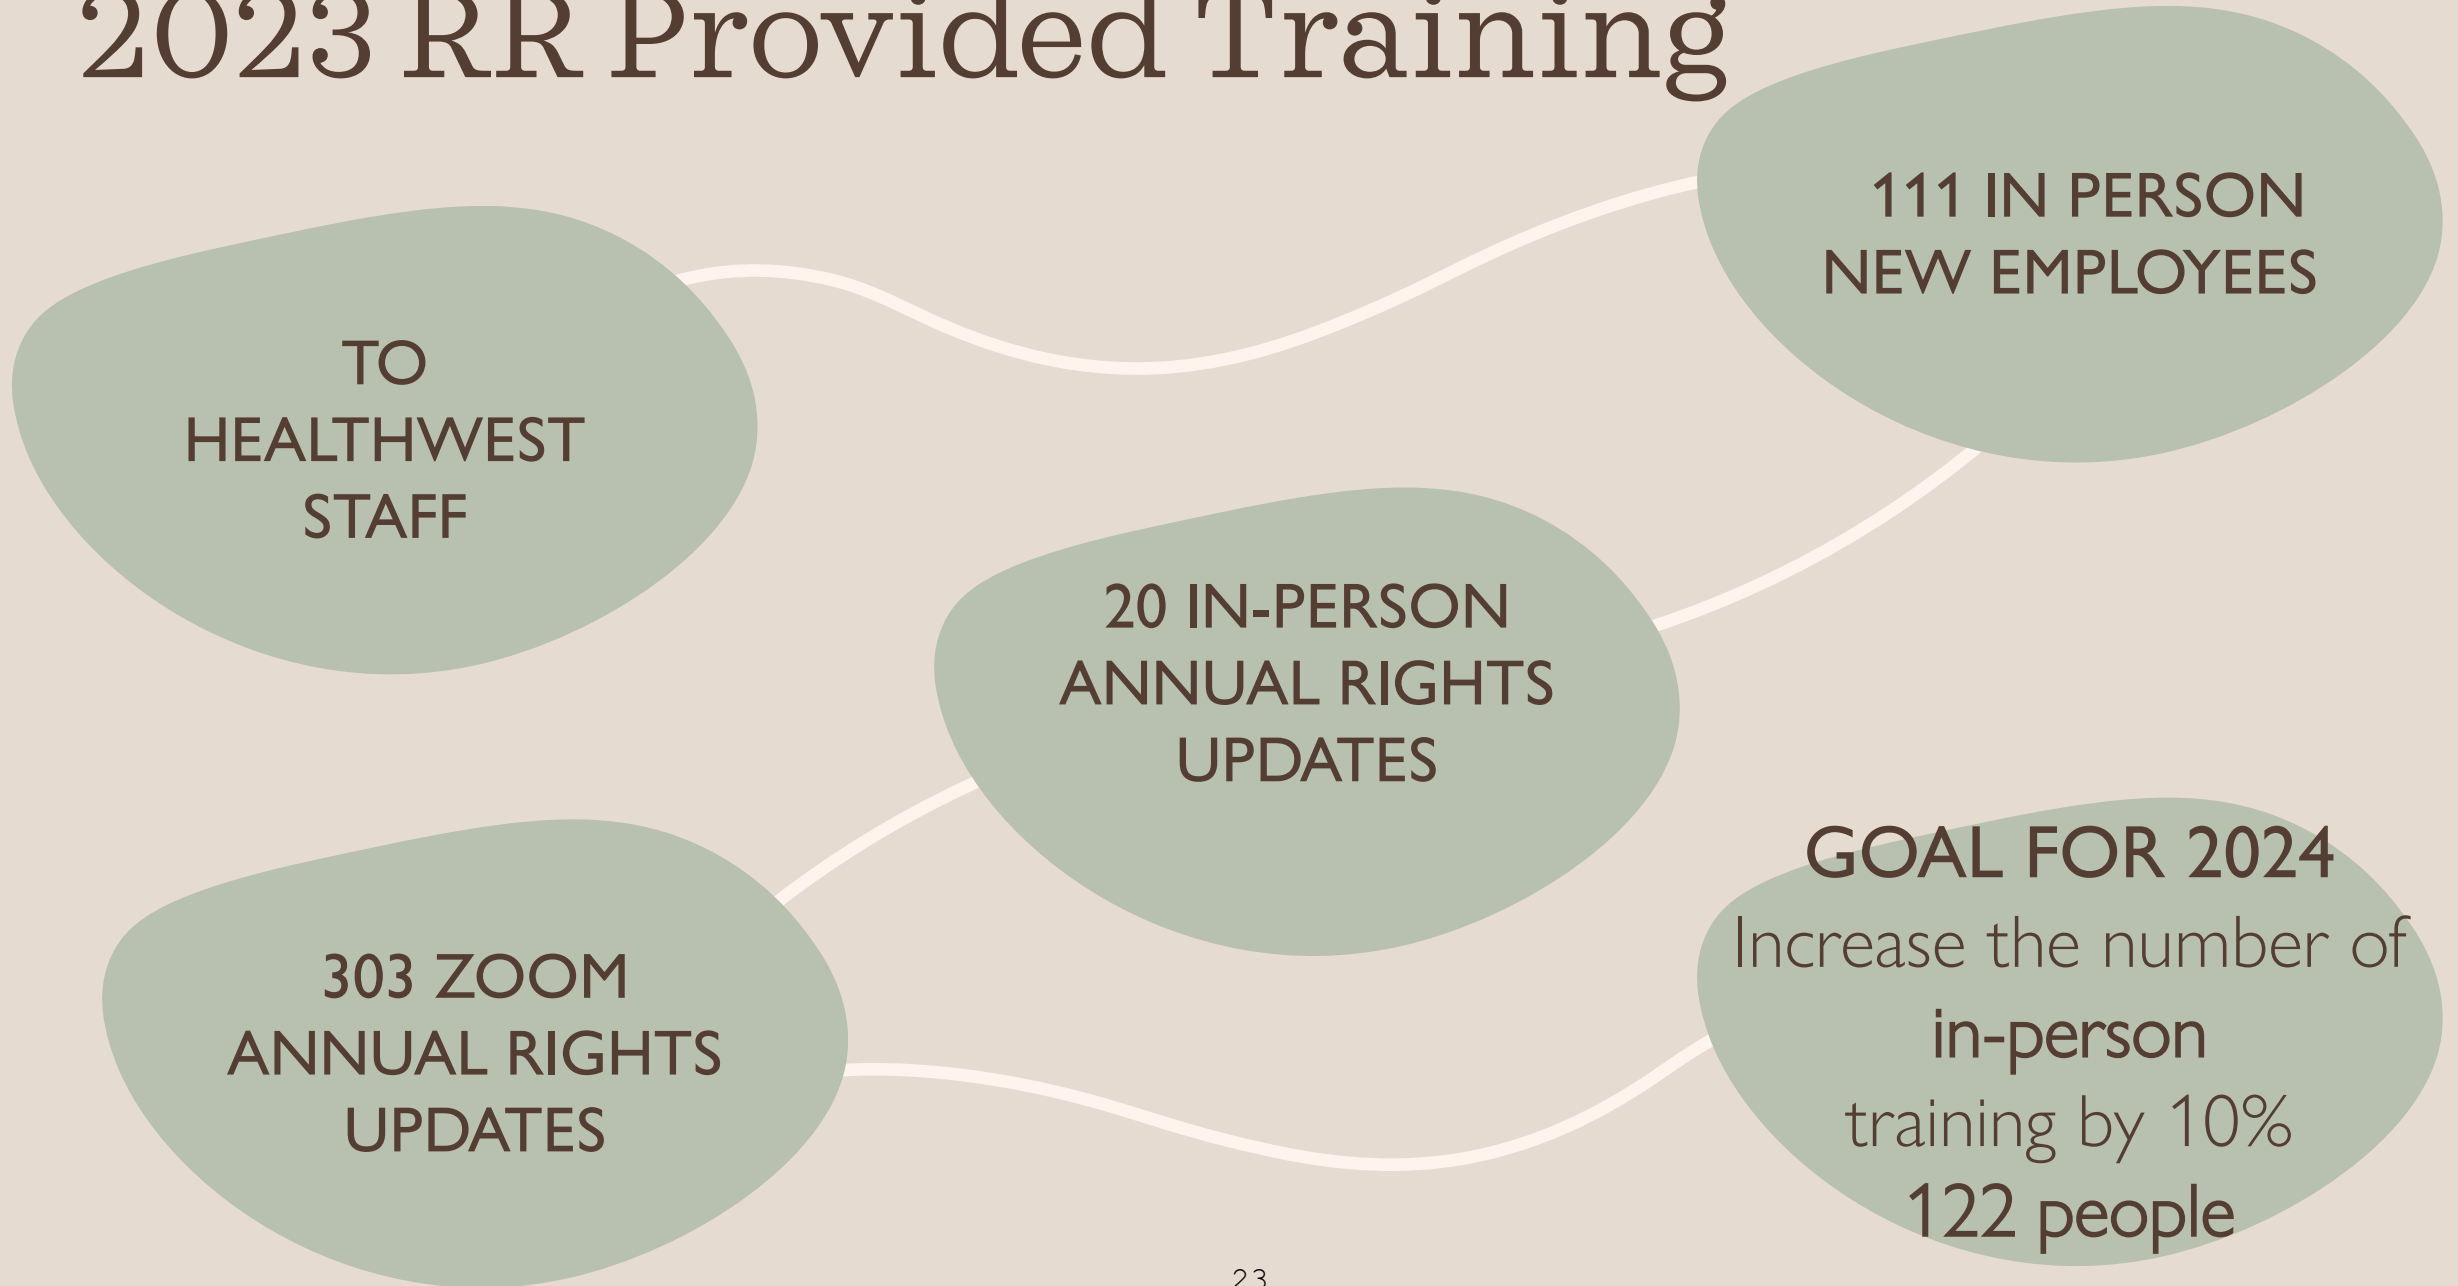 2023 RR Provided Training
TO
HEALTHWEST
STAFF
111 IN PERSON
NEW EMPLOYEES
20 IN-PERSON
ANNUAL RIGHTS
UPDATES
303 ZOOM
ANNUAL RIGHTS
UPDATES
GOAL FOR 2024
Increase the number of
in-person
training by 10%
122 people
23